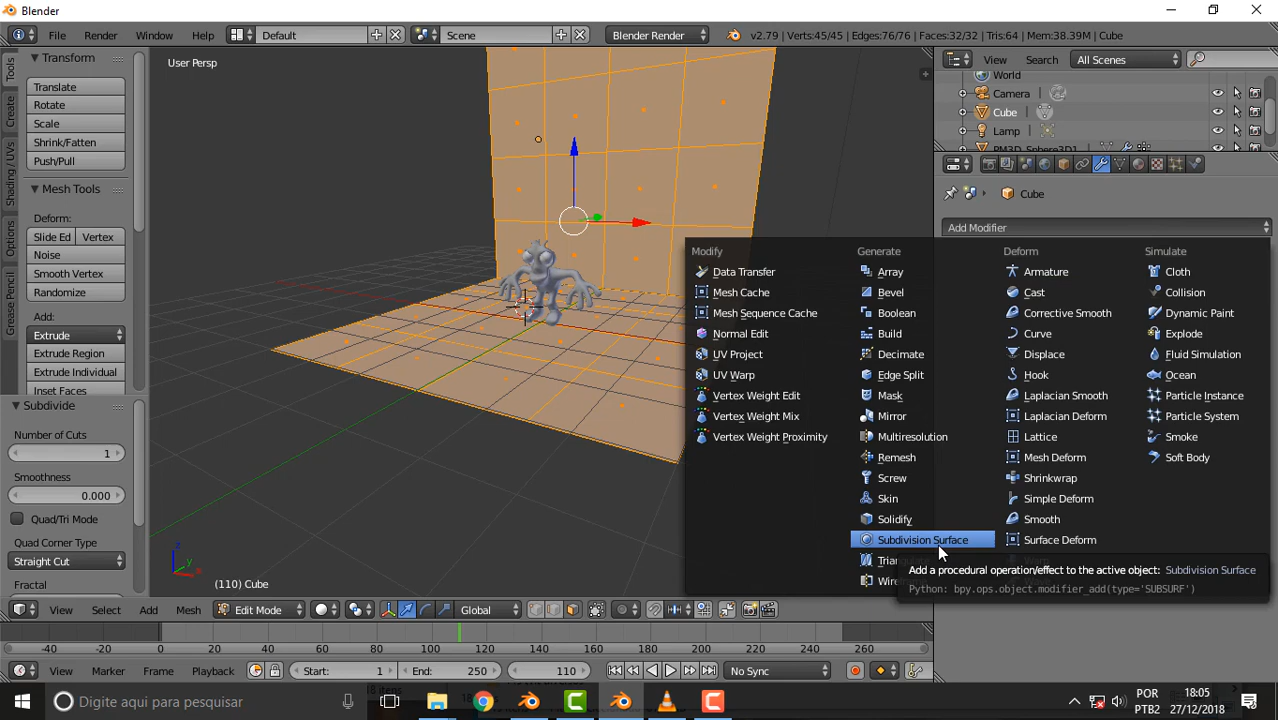 Blender
File Render Window Help Default Scene Blender Render v2.79 | Verts:45/45 | Edges:76/76 | Faces:32/32 | Tris:64 | Mem:38.39M | Cube
Tools
Create
Shading / UVs
Options
Grease Pencil
Transform
Translate
Rotate
Scale
Shrink/Fatten
Push/Pull
Mesh Tools
Deform:
Slide Ed Vertex
Noise
Smooth Vertex
Randomize
Add:
Extrude
Extrude Region
Extrude Individual
Inset Faces
Subdivide
Number of Cuts
1
Smoothness
0.000
Quad/Tri Mode
Quad Corner Type
Straight Cut
Fractal
User Persp
(110) Cube
View Search All Scenes
World
Camera
Cube
Lamp
PM3D_Sphere3D1
Cube
Add Modifier
Modify
Data Transfer
Mesh Cache
Mesh Sequence Cache
Normal Edit
UV Project
UV Warp
Vertex Weight Edit
Vertex Weight Mix
Vertex Weight Proximity
Generate
Array
Bevel
Boolean
Build
Decimate
Edge Split
Mask
Mirror
Multiresolution
Remesh
Screw
Skin
Solidify
Subdivision Surface
Deform
Armature
Cast
Corrective Smooth
Curve
Displace
Hook
Laplacian Smooth
Laplacian Deform
Lattice
Mesh Deform
Shrinkwrap
Simple Deform
Smooth
Surface Deform
Simulate
Cloth
Collision
Dynamic Paint
Explode
Fluid Simulation
Ocean
Particle Instance
Particle System
Smoke
Soft Body
Add a procedural operation/effect to the active object: Subdivision Surface
Python: bpy.ops.object.modifier_add(type='SUBSURF')
View Select Add Mesh Edit Mode Global
-40 -20 0 20 40 60 80 100 120 140 160 180 200 220 240 260
View Marker Frame Playback Start: 1 End: 250 110 No Sync
Digite aqui para pesquisar
POR
PTB2
18:05
27/12/2018